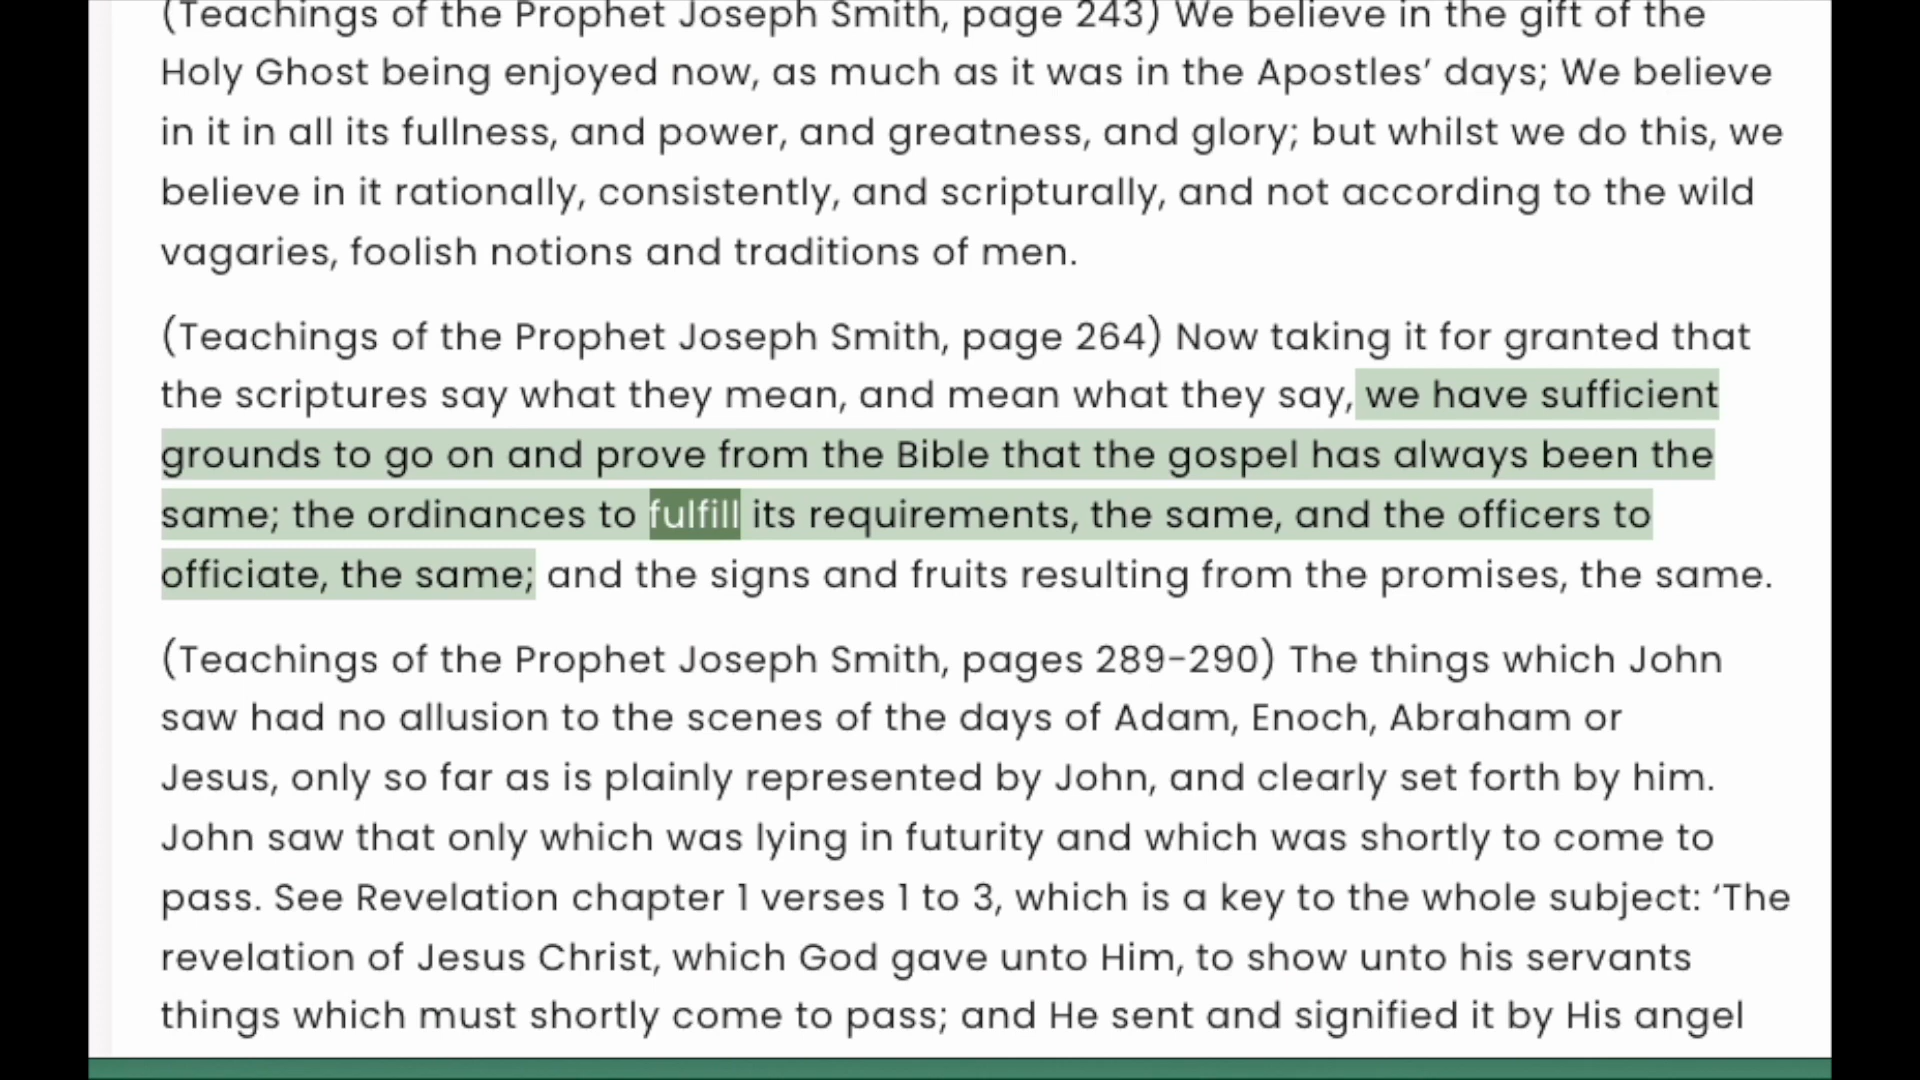 (Teachings of the Prophet Joseph Smith, page 243) We believe in the gift of the
Holy Ghost being enjoyed now, as much as it was in the Apostles’ days; We believe
in it in all its fullness, and power, and greatness, and glory; but whilst we do this, we
believe in it rationally, consistently, and scripturally, and not according to the wild
vagaries, foolish notions and traditions of men.
(Teachings of the Prophet Joseph Smith, page 264) Now taking it for granted that
the scriptures say what they mean, and mean what they say, we have sufficient
grounds to go on and prove from the Bible that the gospel has always been the
same; the ordinances to fulfill its requirements, the same, and the officers to
officiate, the same; and the signs and fruits resulting from the promises, the same.
(Teachings of the Prophet Joseph Smith, pages 289-290) The things which John
saw had no allusion to the scenes of the days of Adam, Enoch, Abraham or
Jesus, only so far as is plainly represented by John, and clearly set forth by him.
John saw that only which was lying in futurity and which was shortly to come to
pass. See Revelation chapter 1 verses 1 to 3, which is a key to the whole subject: ‘The
revelation of Jesus Christ, which God gave unto Him, to show unto his servants
things which must shortly come to pass; and He sent and signified it by His angel